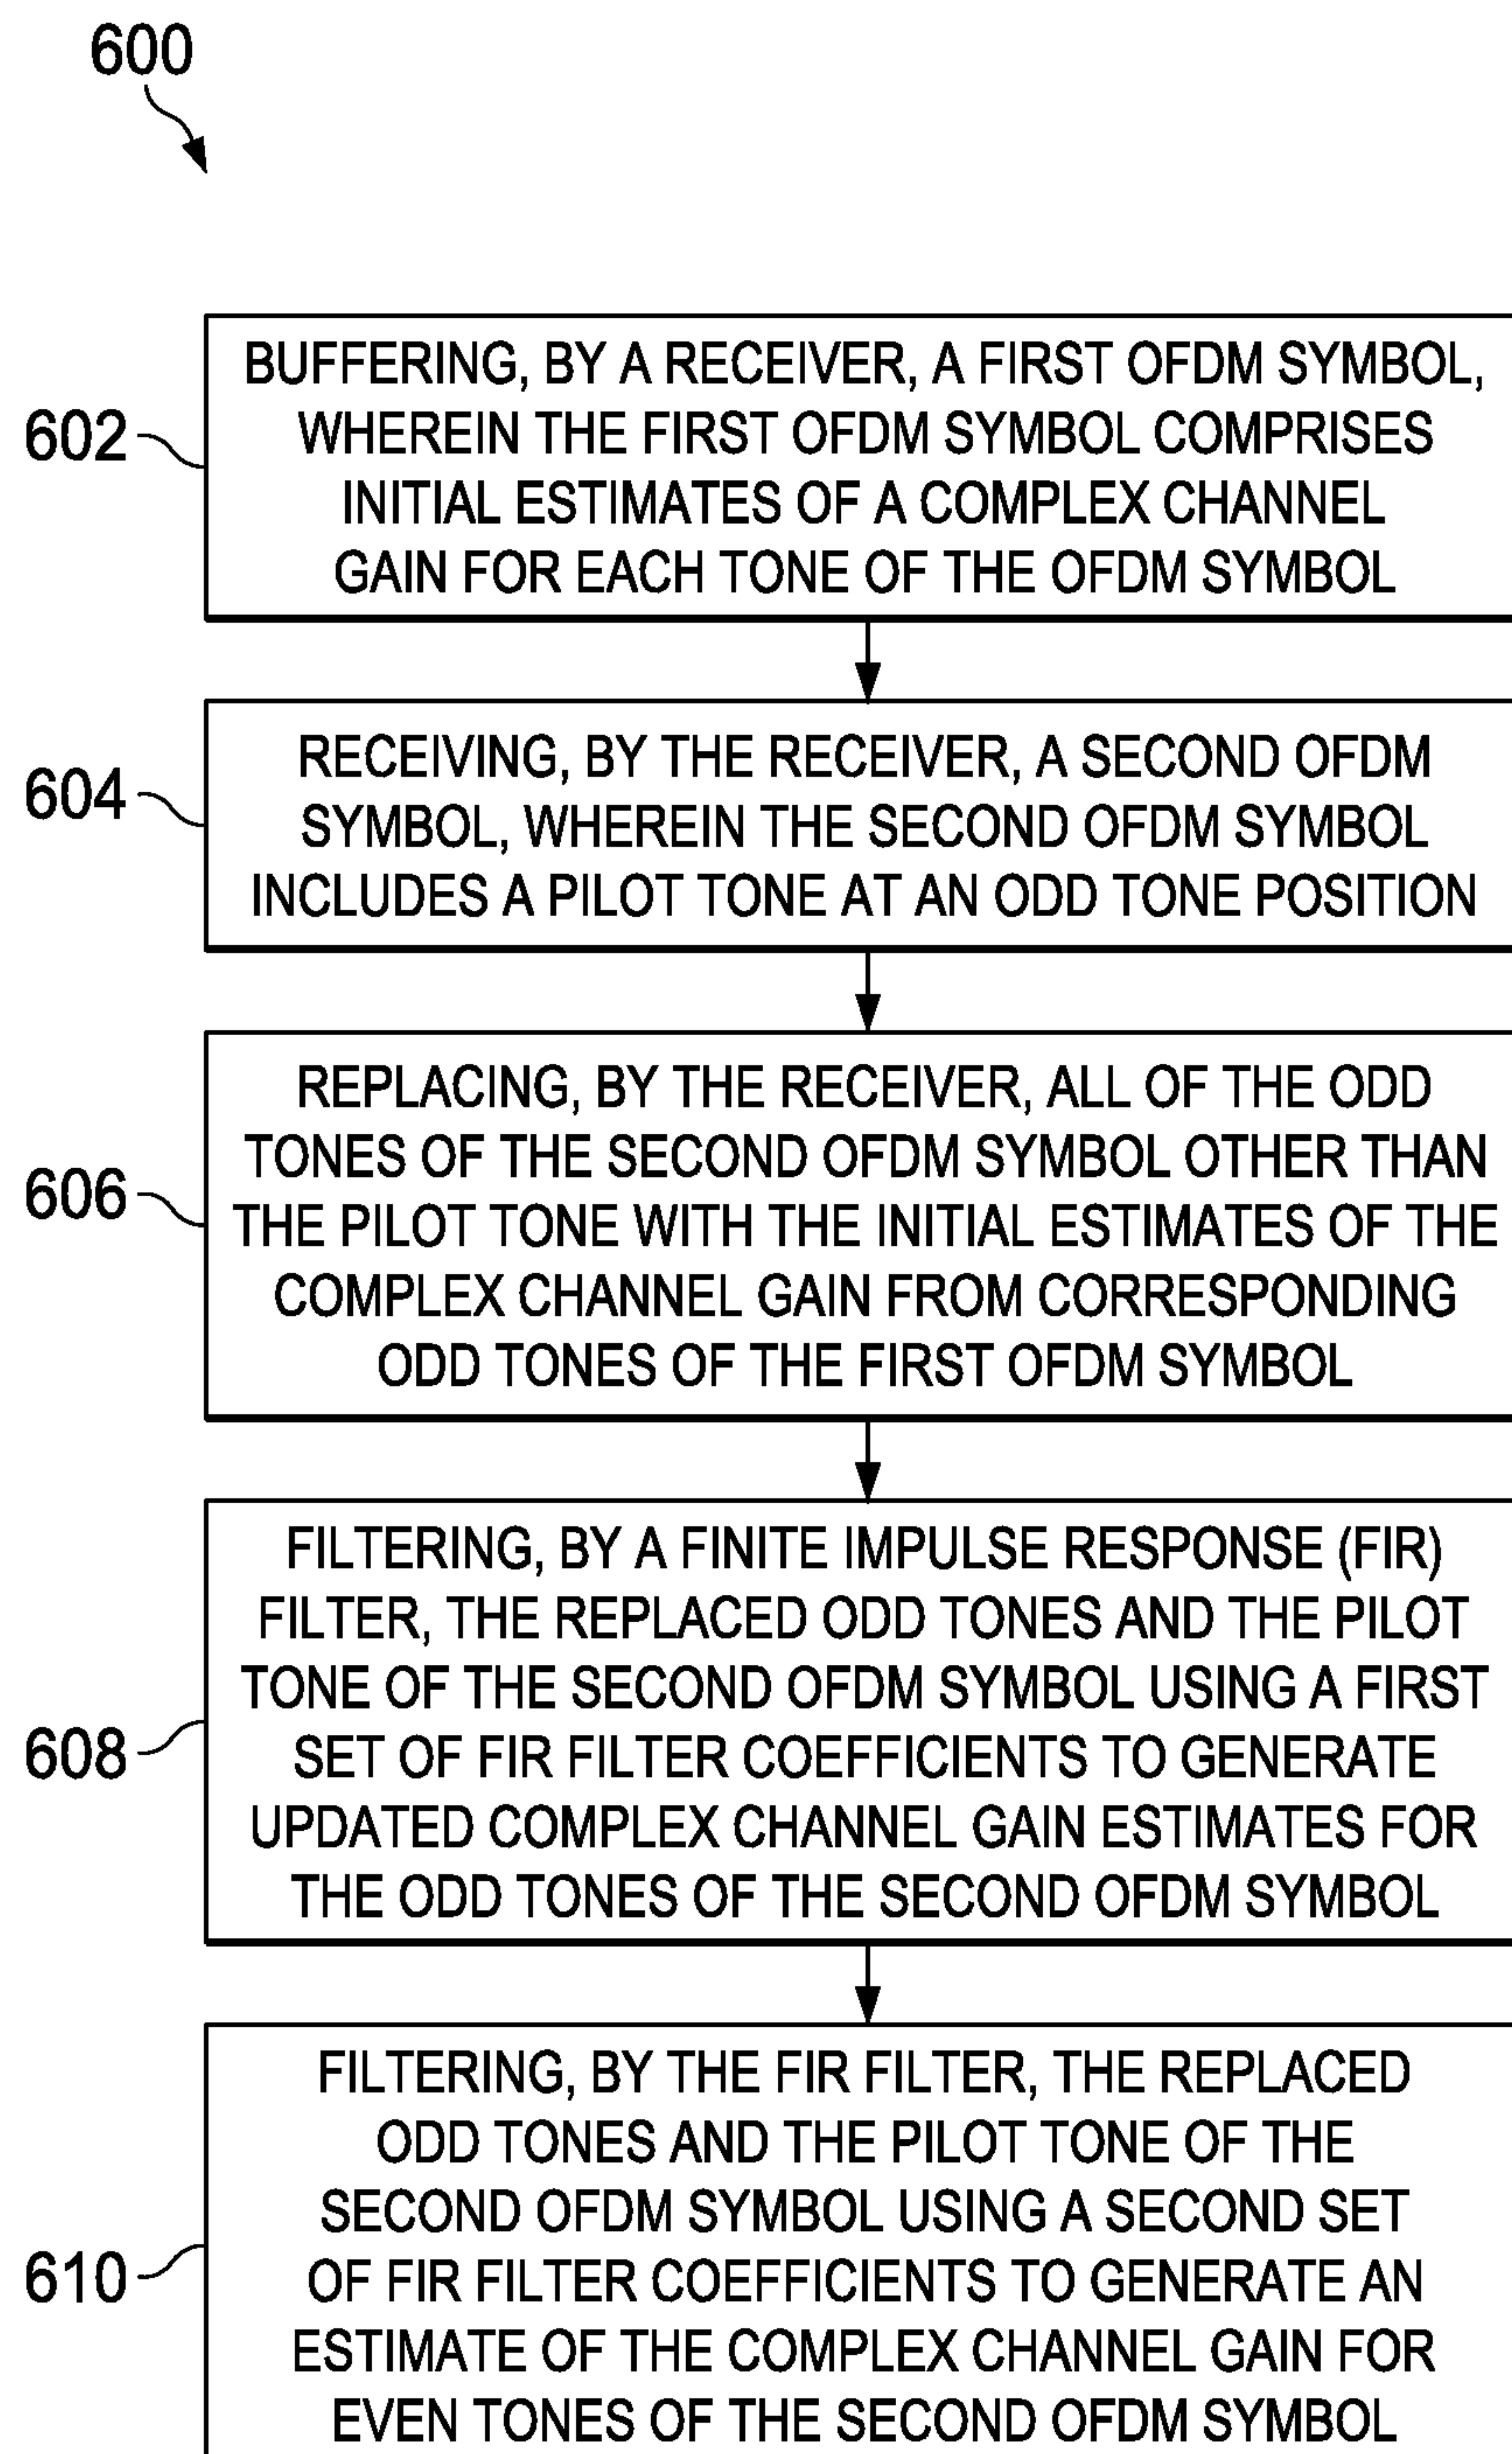 600
602
BUFFERING, BY A RECEIVER, A FIRST OFDM SYMBOL,
WHEREIN THE FIRST OFDM SYMBOL COMPRISES
INITIAL ESTIMATES OF A COMPLEX CHANNEL
GAIN FOR EACH TONE OF THE OFDM SYMBOL
604
RECEIVING, BY THE RECEIVER, A SECOND OFDM
SYMBOL, WHEREIN THE SECOND OFDM SYMBOL
INCLUDES A PILOT TONE AT AN ODD TONE POSITION
606
REPLACING, BY THE RECEIVER, ALL OF THE ODD
TONES OF THE SECOND OFDM SYMBOL OTHER THAN
THE PILOT TONE WITH THE INITIAL ESTIMATES OF THE
COMPLEX CHANNEL GAIN FROM CORRESPONDING
ODD TONES OF THE FIRST OFDM SYMBOL
608
FILTERING, BY A FINITE IMPULSE RESPONSE (FIR)
FILTER, THE REPLACED ODD TONES AND THE PILOT
TONE OF THE SECOND OFDM SYMBOL USING A FIRST
SET OF FIR FILTER COEFFICIENTS TO GENERATE
UPDATED COMPLEX CHANNEL GAIN ESTIMATES FOR
THE ODD TONES OF THE SECOND OFDM SYMBOL
610
FILTERING, BY THE FIR FILTER, THE REPLACED
ODD TONES AND THE PILOT TONE OF THE
SECOND OFDM SYMBOL USING A SECOND SET
OF FIR FILTER COEFFICIENTS TO GENERATE AN
ESTIMATE OF THE COMPLEX CHANNEL GAIN FOR
EVEN TONES OF THE SECOND OFDM SYMBOL